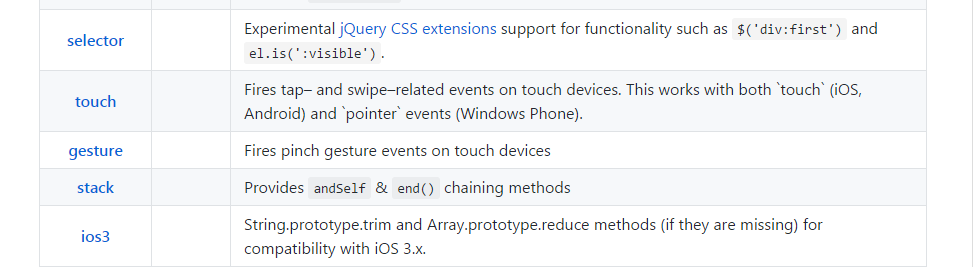 selector
Experimental jQuery CSS extensions support for functionality such as $('div:first') and
el.is(':visible').
touch
Fires tap– and swipe–related events on touch devices. This works with both `touch` (iOS,
Android) and `pointer` events (Windows Phone).
gesture
Fires pinch gesture events on touch devices
stack
Provides andSelf & end() chaining methods
ios3
String.prototype.trim and Array.prototype.reduce methods (if they are missing) for
compatibility with iOS 3.x.